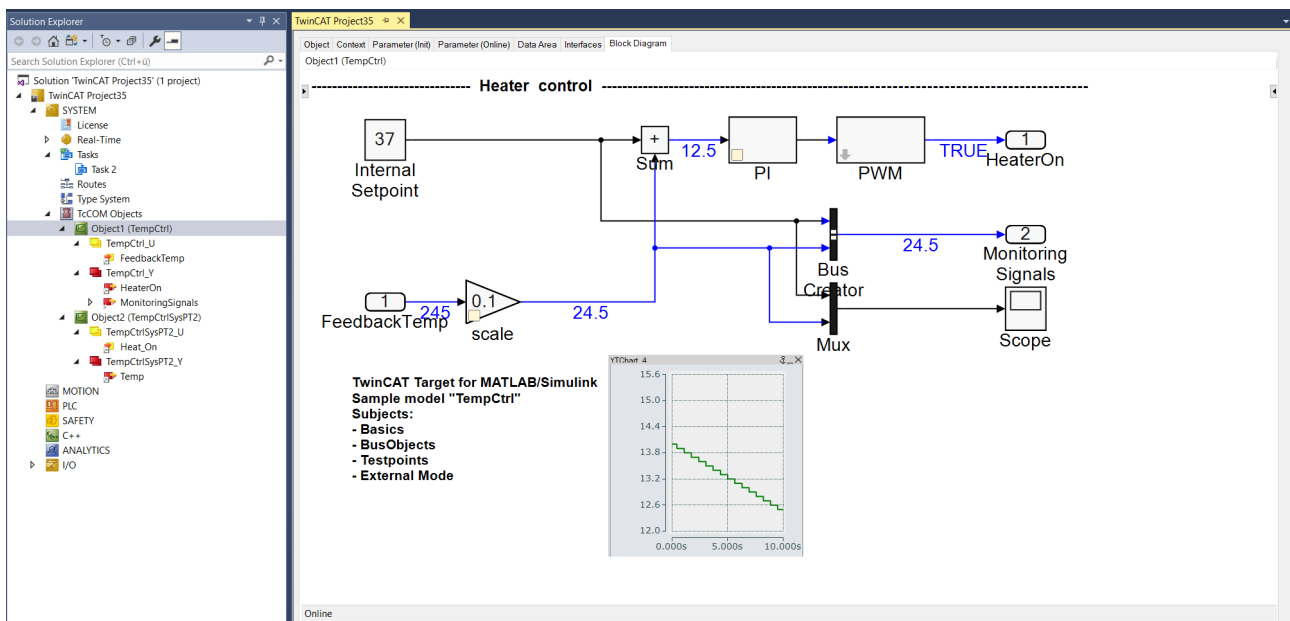 Solution Explorer
Search Solution Explorer (Ctrl+ü)
Solution 'TwinCAT Project35' (1 project)
TwinCAT Project35
SYSTEM
License
Real-Time
Tasks
Task 2
Routes
Type System
TcCOM Objects
Object1 (TempCtrl)
TempCtrl_U
FeedbackTemp
TempCtrl_Y
HeaterOn
MonitoringSignals
Object2 (TempCtrlSysPT2)
TempCtrlSysPT2_U
Heat_On
TempCtrlSysPT2_Y
Temp
MOTION
PLC
SAFETY
C++
ANALYTICS
I/O
TwinCAT Project35
Object Context Parameter (Init) Parameter (Online) Data Area Interfaces Block Diagram
Object1 (TempCtrl)
Heater control
37
Internal
Setpoint
+
Sum
12.5
PI
PWM
TRUE
1
HeaterOn
Bus
Creator
24.5
2
Monitoring
Signals
1
FeedbackTemp
245
0.1
scale
24.5
Mux
Scope
TwinCAT Target for MATLAB/Simulink
Sample model "TempCtrl"
Subjects:
- Basics
- BusObjects
- Testpoints
- External Mode
YTChart_4
15.6
15.0
14.4
13.8
13.2
12.6
12.0
0.000s 5.000s 10.000s
Online